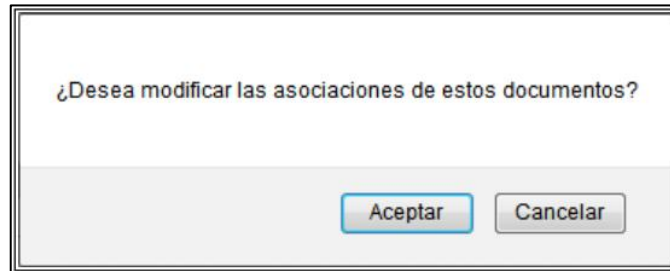 ¿Desea modificar las asociaciones de estos documentos?
Aceptar Cancelar